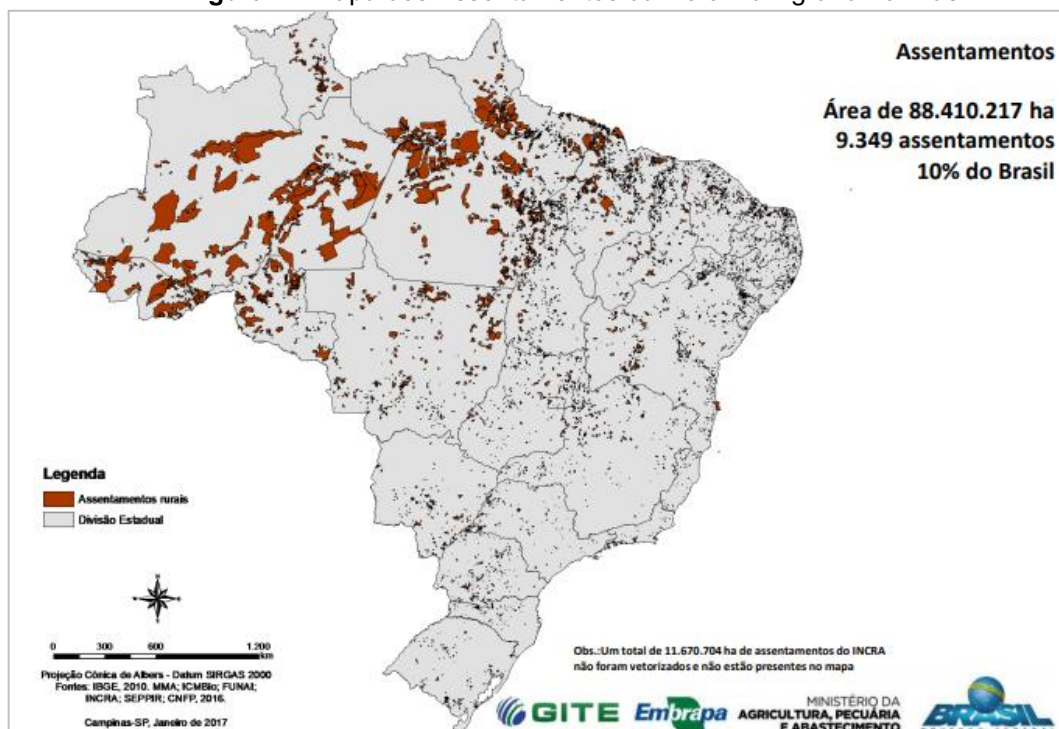 Assentamentos
Área de 88.410.217 ha
9.349 assentamentos
10% do Brasil
Legenda
Assentamentos rurais
Divisão Estadual
0 300 600 1.200
km
Projeção Cônica de Albers - Datum SIRGAS 2000
Fontes: IBGE, 2010. MMA; ICMBio; FUNAI;
INCRA; SEPPIR; CNFP, 2016.
Campinas-SP, Janeiro de 2017
Obs.:Um total de 11.670.704 ha de assentamentos do INCRA
não foram vetorizados e não estão presentes no mapa
GITE
Embrapa
MINISTÉRIO DA
AGRICULTURA, PECUÁRIA
E ABASTECIMENTO
BRASIL